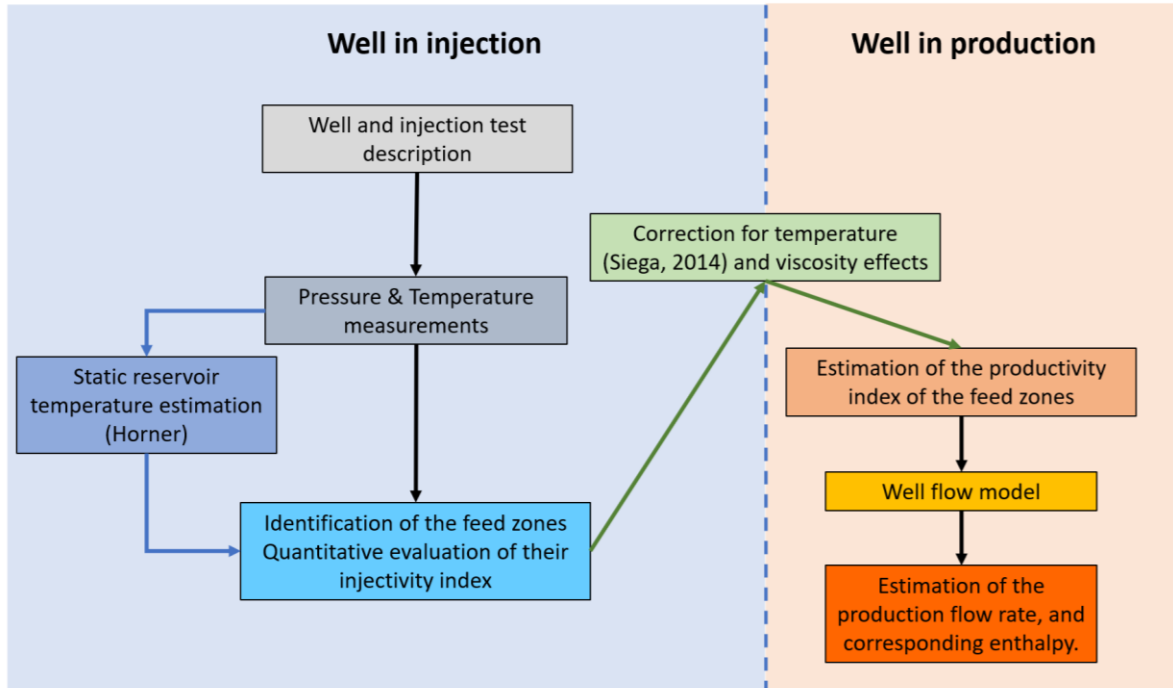 Well in injection
Well in production
Well and injection test
description
Correction for temperature
(Siega, 2014) and viscosity effects
Pressure & Temperature
measurements
Static reservoir
temperature estimation
(Horner)
Estimation of the productivity
index of the feed zones
Well flow model
Identification of the feed zones
Quantitative evaluation of their
injectivity index
Estimation of the
production flow rate, and
corresponding enthalpy.